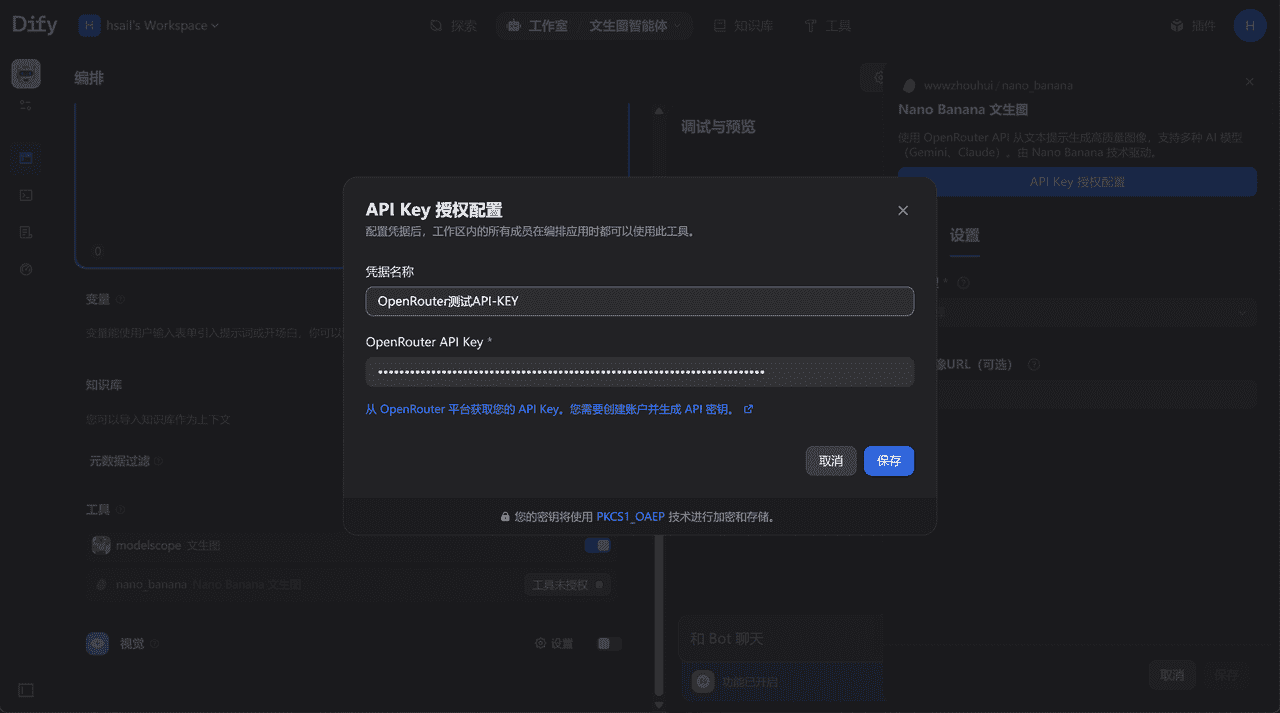 Dify
H hsail's Workspace
探索
工作室 / 文生图智能体
知识库
工具
插件
H
编排
0
变量
变量能使用户输入表单引入提示词或开场白，你可以
知识库
您可以导入知识库作为上下文
元数据过滤
工具
modelscope 文生图
nano_banana Nano Banana 文生图
工具未授权
视觉
设置
调试与预览
和 Bot 聊天
功能已开启
wwwzhouhui / nano_banana
Nano Banana 文生图
使用 OpenRouter API 从文本提示生成高质量图像，支持多种 AI 模型
（Gemini、Claude）。由 Nano Banana 技术驱动。
API Key 授权配置
设置
*
像URL（可选）
取消
保存
API Key 授权配置
配置凭据后，工作区内的所有成员在编排应用时都可以使用此工具。
凭据名称
OpenRouter测试API-KEY
OpenRouter API Key *
从 OpenRouter 平台获取您的 API Key。您需要创建账户并生成 API 密钥。
取消
保存
您的密钥将使用 PKCS1_OAEP 技术进行加密和存储。